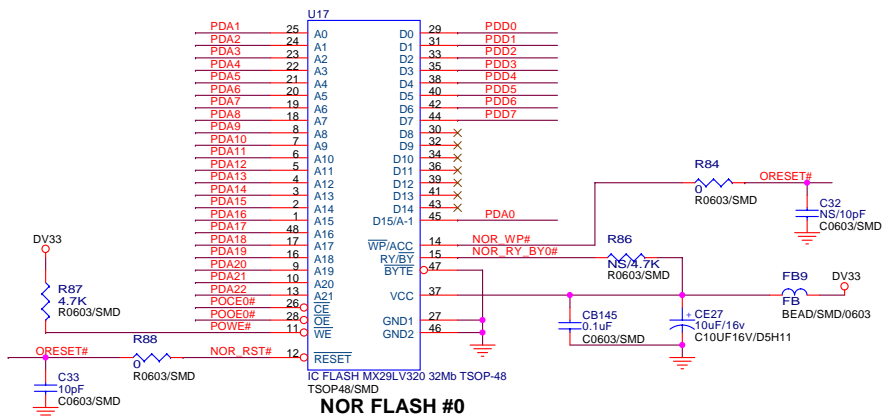 U17
PDA1 25 A0 D0 29 PDD0
PDA2 24 A1 D1 31 PDD1
PDA3 23 A2 D2 33 PDD2
PDA4 22 A3 D3 35 PDD3
PDA5 21 A4 D4 38 PDD4
PDA6 20 A5 D5 40 PDD5
PDA7 19 A6 D6 42 PDD6
PDA8 18 A7 D7 44 PDD7
PDA9 8 A8 D8 30
PDA10 7 A9 D9 32
PDA11 6 A10 D10 34
PDA12 5 A11 D11 36
PDA13 4 A12 D12 39
PDA14 3 A13 D13 41
PDA15 2 A14 D14 43
PDA16 1 A15 D15/A-1 45 PDA0
PDA17 48 A16
PDA18 17 A17 WP/ACC 14 NOR_WP#
PDA19 16 A18 RY/BY 15 NOR_RY_BY0#
PDA20 9 A19 BYTE 47
PDA21 10 A20
PDA22 13 A21 VCC 37
POCE0# 26 CE
POOE0# 28 OE GND1 27
POWE# 11 WE GND2 46
NOR_RST# 12 RESET
IC FLASH MX29LV320 32Mb TSOP-48
TSOP48/SMD
NOR FLASH #0
DV33
R87
4.7K
R0603/SMD
R88
0
R0603/SMD
ORESET#
C33
10pF
C0603/SMD
R84
0
R0603/SMD
ORESET#
C32
NS/10pF
C0603/SMD
R86
NS/4.7K
R0603/SMD
FB9
FB
BEAD/SMD/0603
DV33
CB145
0.1uF
C0603/SMD
+
CE27
10uF/16v
C10UF16V/D5H11